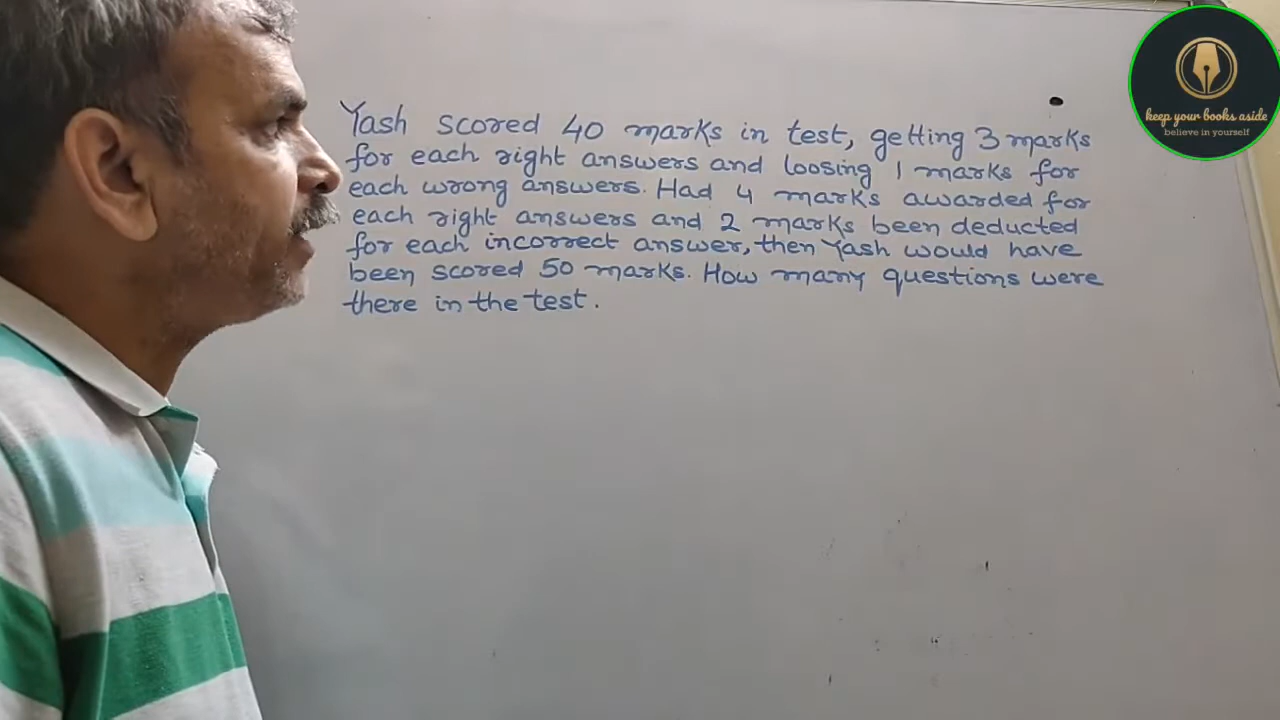 Yash scored 40 marks in test, getting 3 marks
for each right answers and loosing 1 marks for
each wrong answers. Had 4 marks awarded for
each right answers and 2 marks been deducted
for each incorrect answer, then Yash would have
been scored 50 marks. How many questions were
there in the test.
keep your books aside
believe in yourself